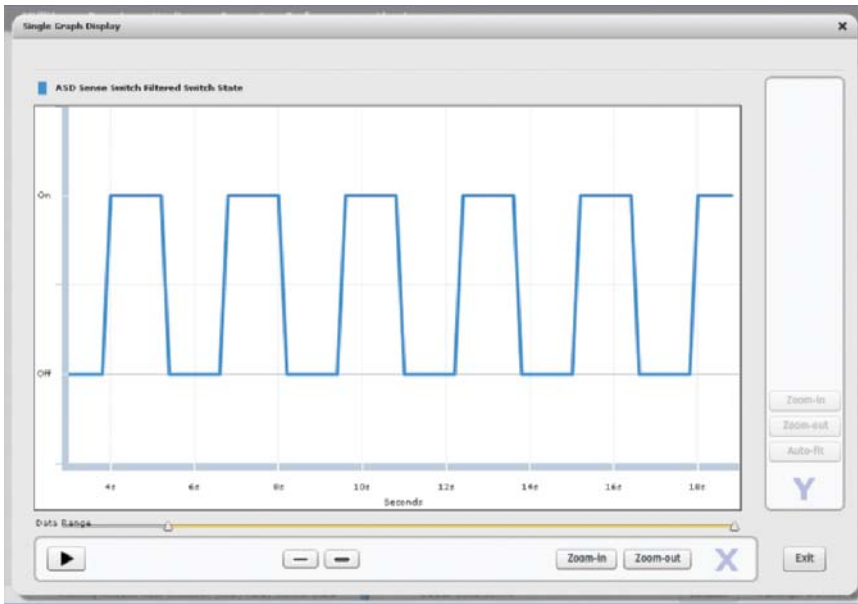 Single Graph Display
ASD Sense Switch Filtered Switch State
On
Off
4s 6s 8s 10s 12s 14s 16s 18s
Seconds
Zoom-in
Zoom-out
Auto-fit
Y
Data Range
Zoom-in Zoom-out X Exit